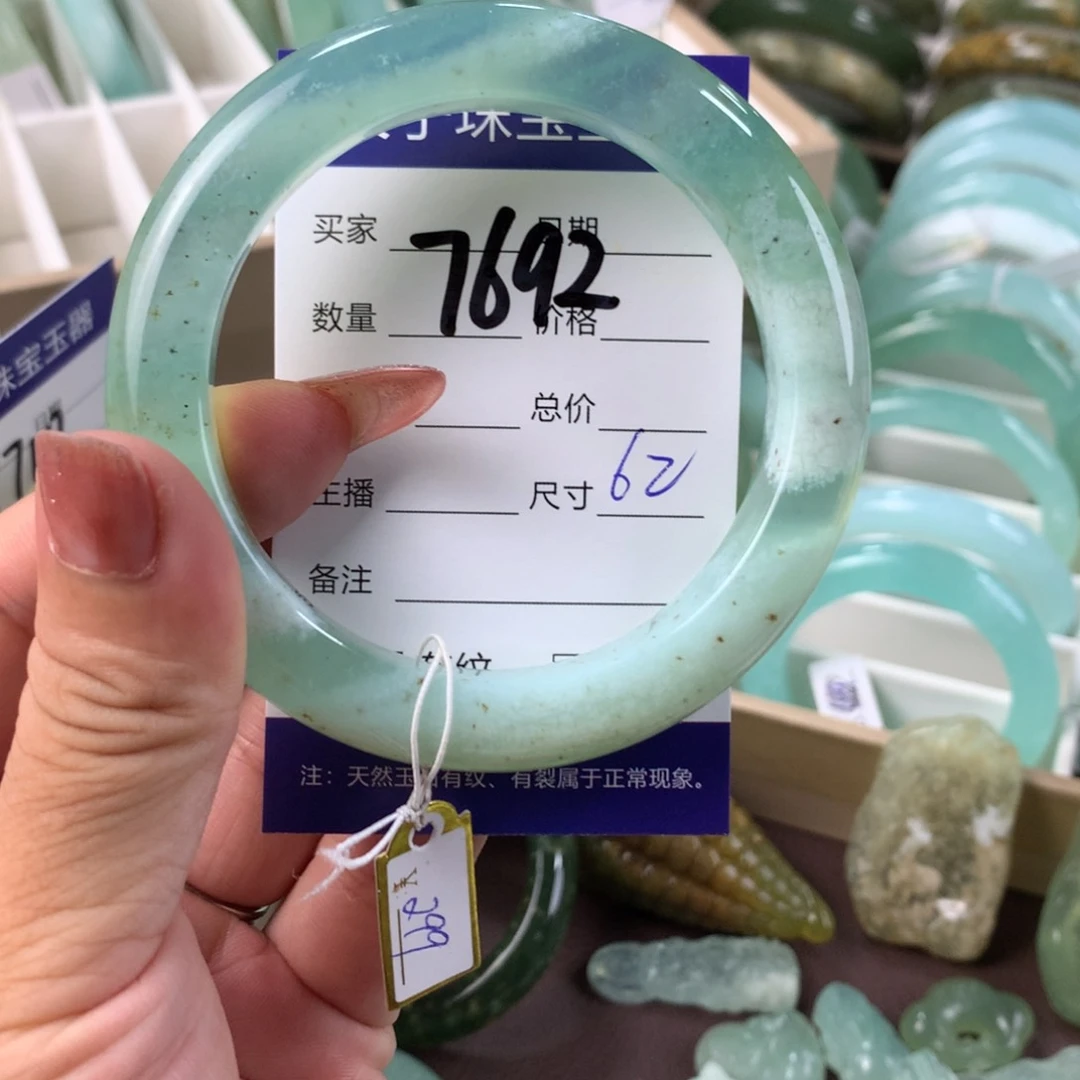 珠宝
买家 日期
7692
数量 价格
总价
主播 尺寸 62
备注
注：天然玉石有纹、有裂属于正常现象。
299
珠宝玉器